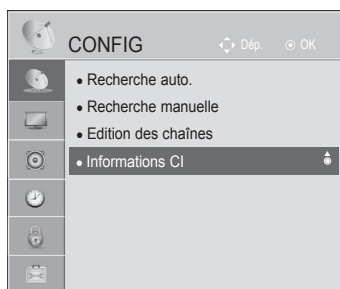 CONFIG
Dép.
OK
Recherche auto.
Recherche manuelle
Edition des chaînes
Informations CI